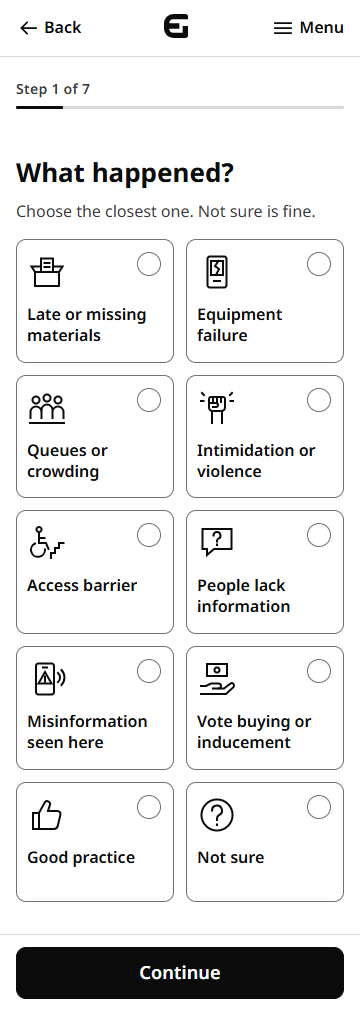 Back
Menu
Step 1 of 7
What happened?
Choose the closest one. Not sure is fine.
Late or missing
materials
Equipment
failure
Queues or
crowding
Intimidation or
violence
Access barrier
People lack
information
Misinformation
seen here
Vote buying or
inducement
Good practice
Not sure
Continue